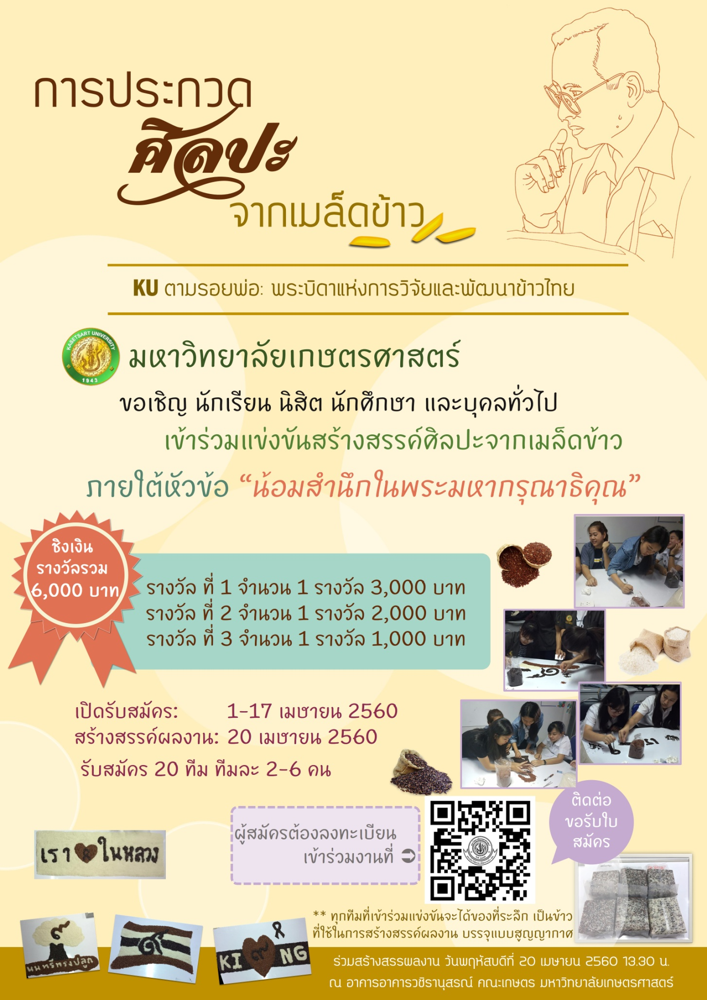 การประกวด
ศิลปะ
จากเมล็ดข้าว
KU ตามรอยพ่อ: พระบิดาแห่งการวิจัยและพัฒนาข้าวไทย
KASETSART UNIVERSITY
1943
มหาวิทยาลัยเกษตรศาสตร์
ขอเชิญ นักเรียน นิสิต นักศึกษา และบุคลทั่วไป
เข้าร่วมแข่งขันสร้างสรรค์ศิลปะจากเมล็ดข้าว
ภายใต้หัวข้อ “น้อมสำนึกในพระมหากรุณาธิคุณ”
ชิงเงิน
รางวัลรวม
6,000 บาท
รางวัล ที่ 1 จำนวน 1 รางวัล 3,000 บาท
รางวัล ที่ 2 จำนวน 1 รางวัล 2,000 บาท
รางวัล ที่ 3 จำนวน 1 รางวัล 1,000 บาท
เปิดรับสมัคร: 1-17 เมษายน 2560
สร้างสรรค์ผลงาน: 20 เมษายน 2560
รับสมัคร 20 ทีม ทีมละ 2-6 คน
ติดต่อ
ขอรับใบ
สมัคร
ผู้สมัครต้องลงทะเบียน
เข้าร่วมงานที่
เรา ในหลวง
** ทุกทีมที่เข้าร่วมแข่งขันจะได้ของที่ระลึก เป็นข้าว
ที่ใช้ในการสร้างสรรค์ผลงาน บรรจุแบบสูญญากาศ
๙
นนทรีทรงปลูก
๙
KI ๙ NG
ร่วมสร้างสรรผลงาน วันพฤหัสบดีที่ 20 เมษายน 2560 13.30 น.
ณ อาคารอาคารวชิรานุสรณ์ คณะเกษตร มหาวิทยาลัยเกษตรศาสตร์